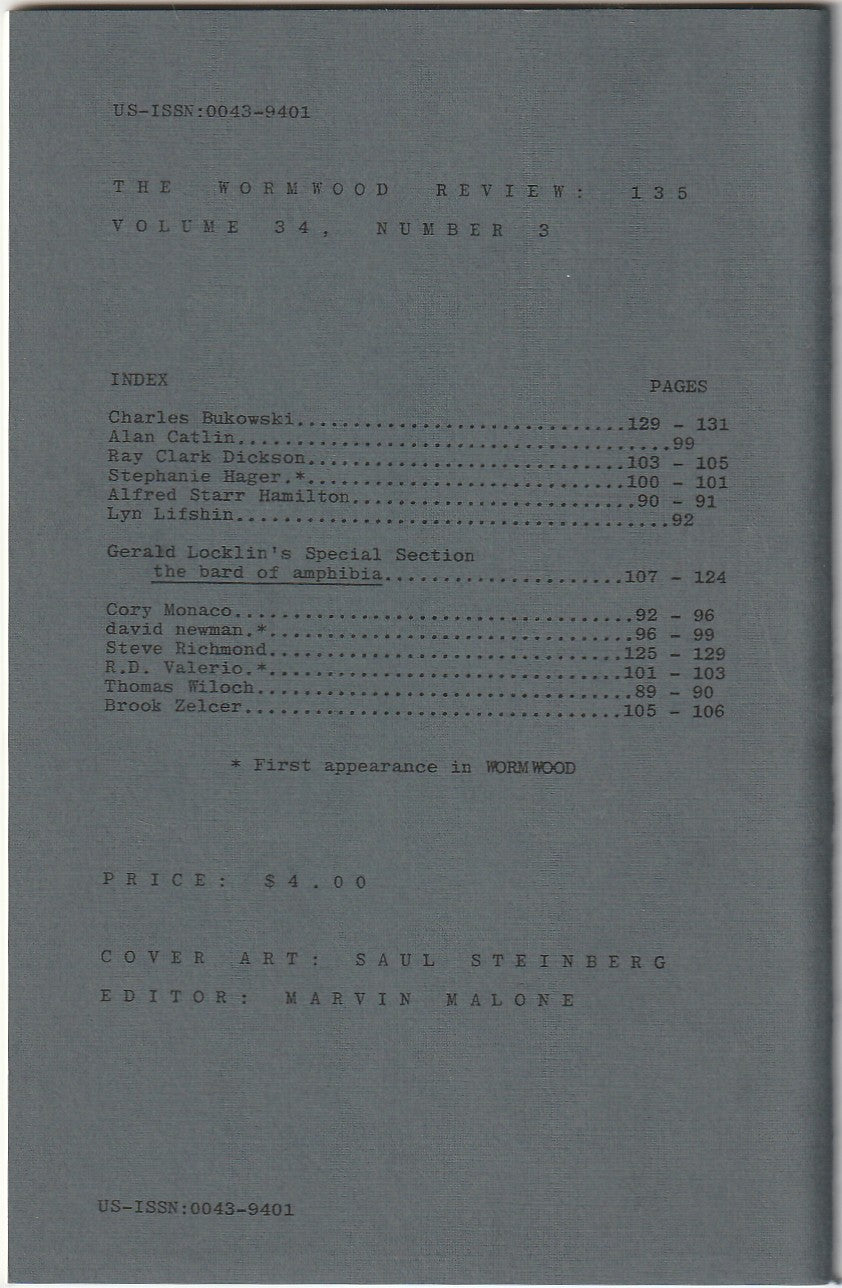 US-ISSN:0043-9401
THE WORMWOOD REVIEW: 135
VOLUME 34, NUMBER 3
INDEX PAGES
Charles Bukowski............................129 - 131
Alan Catlin.....................................99
Ray Clark Dickson...........................103 - 105
Stephanie Hager.*...........................100 - 101
Alfred Starr Hamilton........................90 - 91
Lyn Lifshin.....................................92
Gerald Locklin's Special Section
the bard of amphibia.....................107 - 124
Cory Monaco..................................92 - 96
david newman.*...............................96 - 99
Steve Richmond..............................125 - 129
R.D. Valerio.*..............................101 - 103
Thomas Wiloch................................89 - 90
Brook Zelcer................................105 - 106
* First appearance in WORMWOOD
PRICE: $4.00
COVER ART: SAUL STEINBERG
EDITOR: MARVIN MALONE
US-ISSN:0043-9401